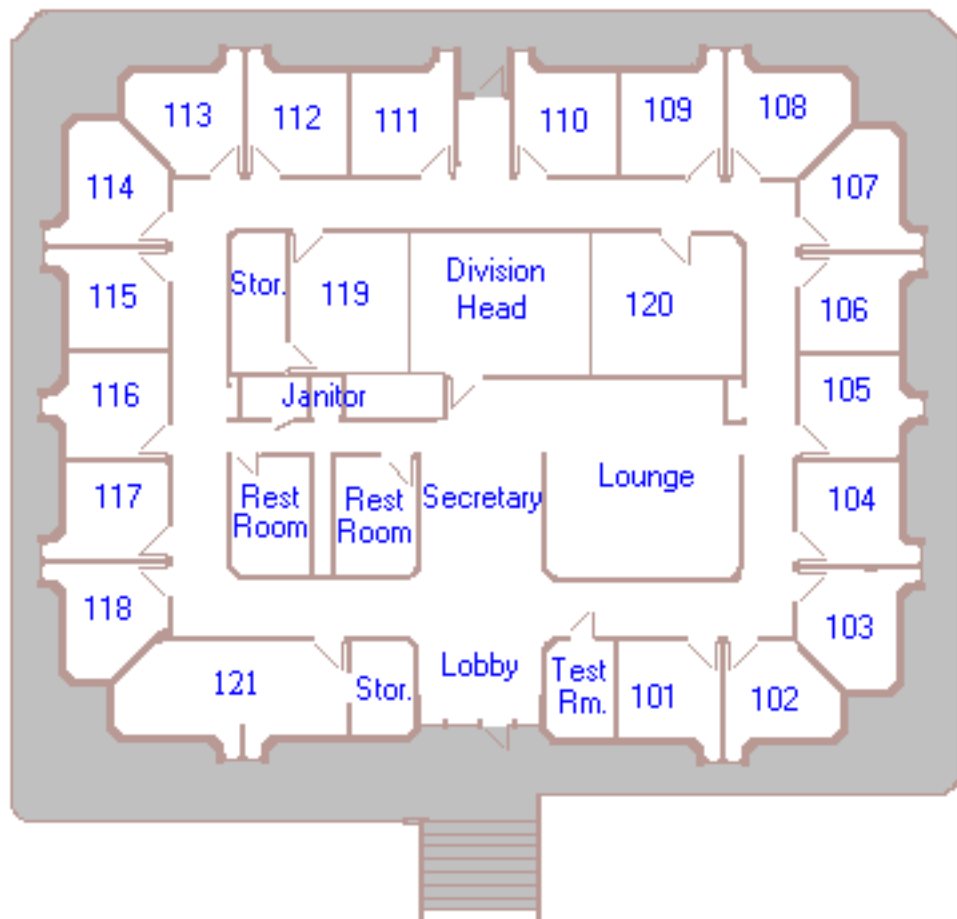 113
112
111
110
109
108
114
107
115
Stor.
119
Division
Head
120
106
116
Janitor
105
117
Rest
Room
Rest
Room
Secretary
Lounge
104
118
103
121
Stor.
Lobby
Test
Rm.
101
102